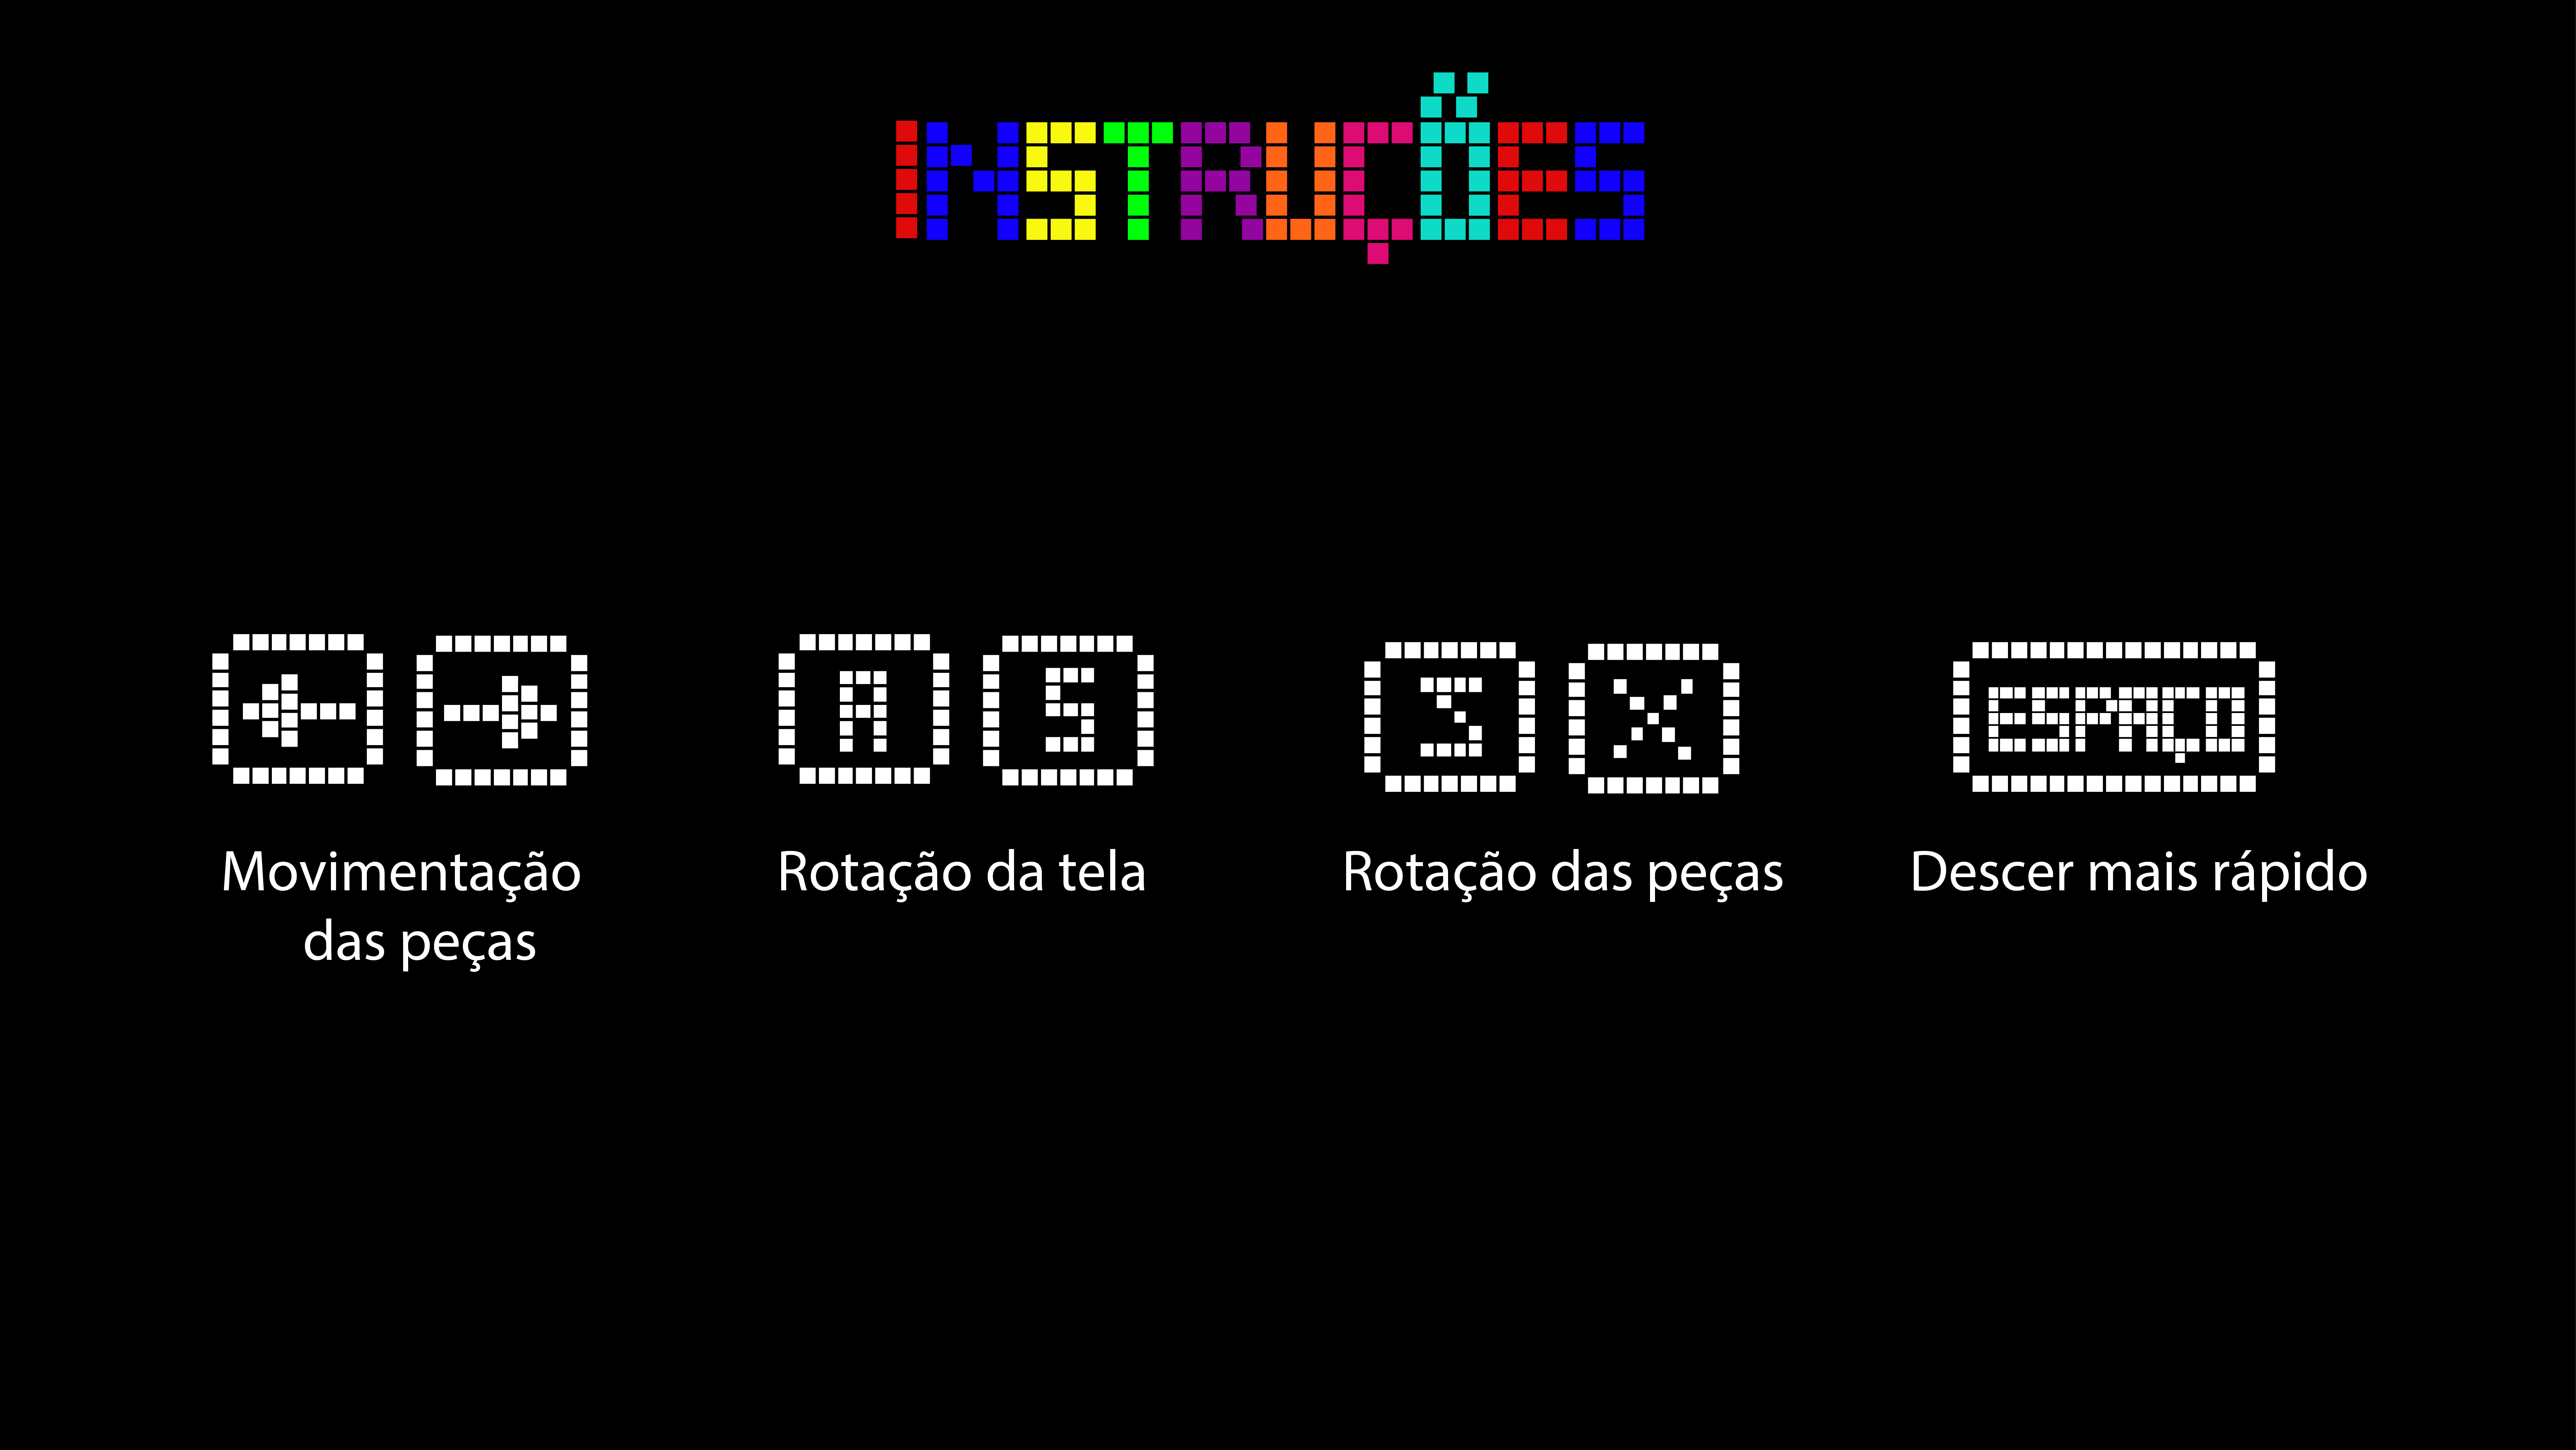 INSTRUÇÕES
← →
Movimentação
das peças
A S
Rotação da tela
Z X
Rotação das peças
ESPAÇO
Descer mais rápido